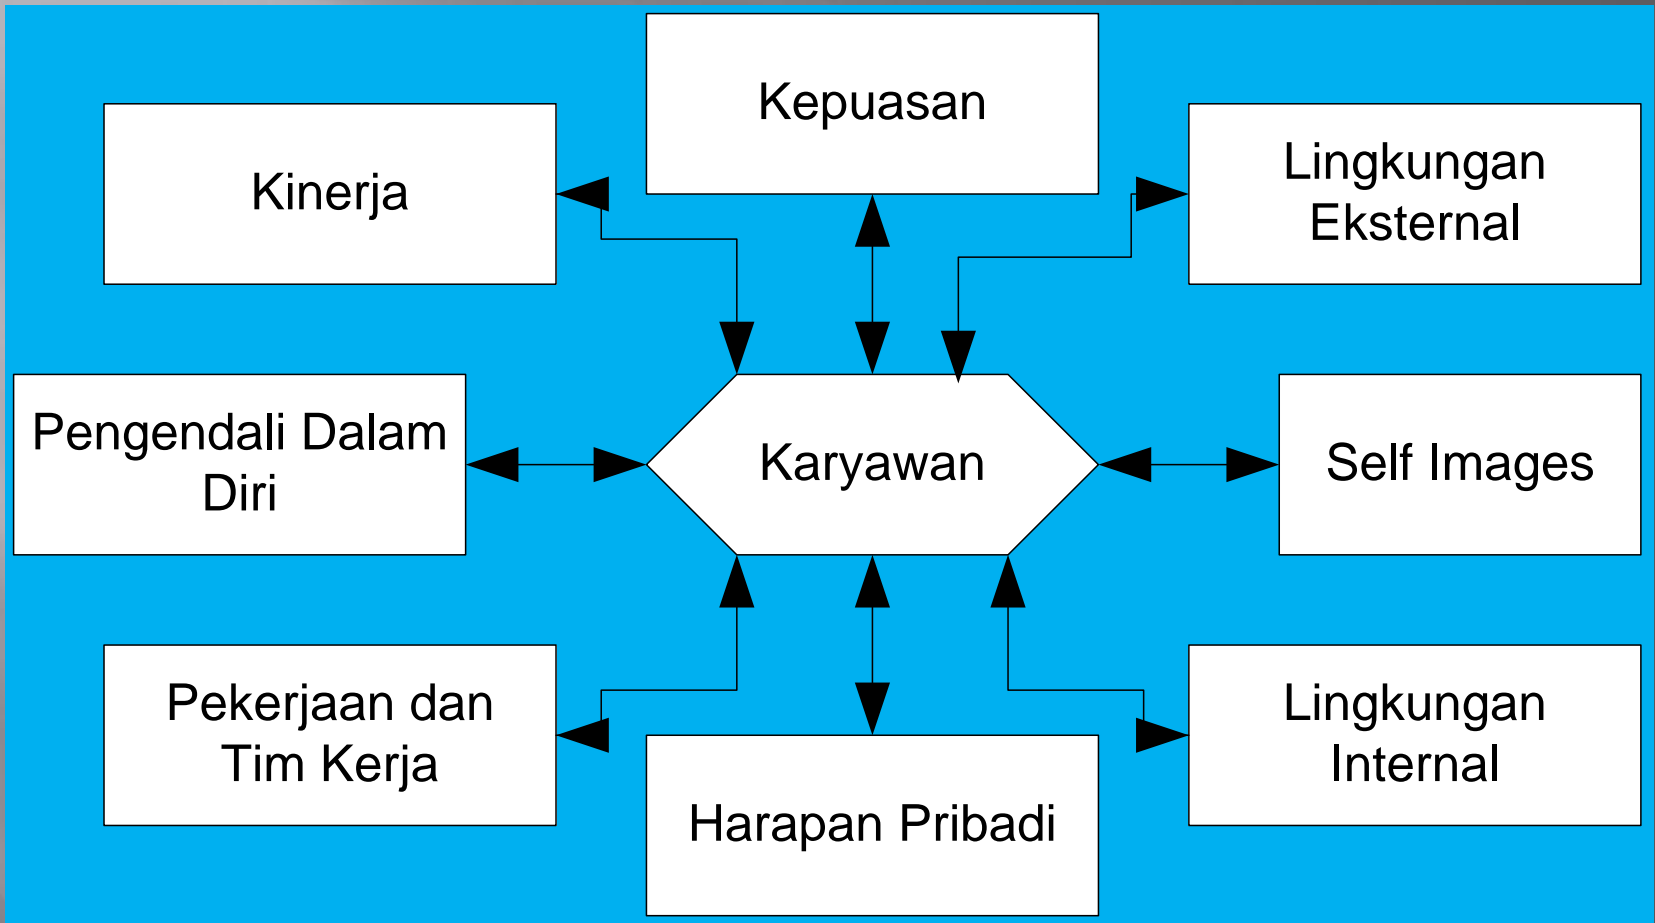 Kepuasan
Kinerja
Lingkungan
Eksternal
Pengendali Dalam
Diri
Karyawan
Self Images
Pekerjaan dan
Tim Kerja
Harapan Pribadi
Lingkungan
Internal